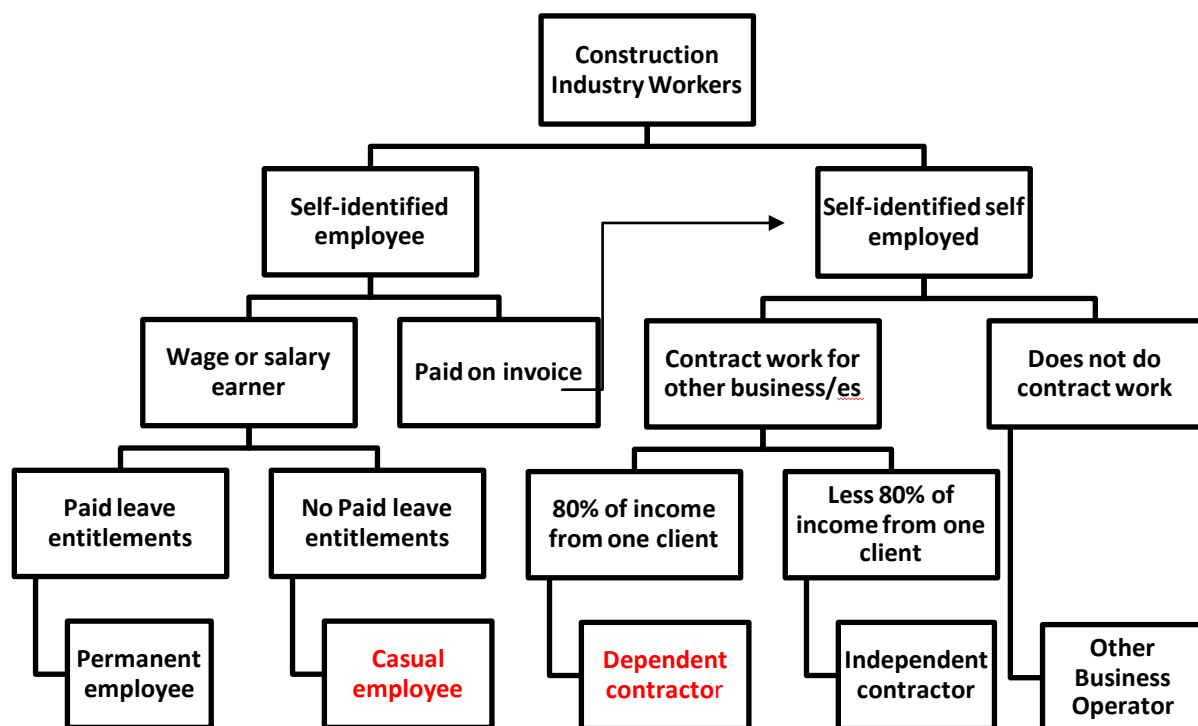 Construction
Industry Workers
Self-identified
employee
Self-identified self
employed
Wage or salary
earner
Paid on invoice
Contract work for
other business/es
Does not do
contract work
Paid leave
entitlements
No Paid leave
entitlements
80% of income
from one client
Less 80% of
income from one
client
Permanent
employee
Casual
employee
Dependent
contractor
Independent
contractor
Other
Business
Operator